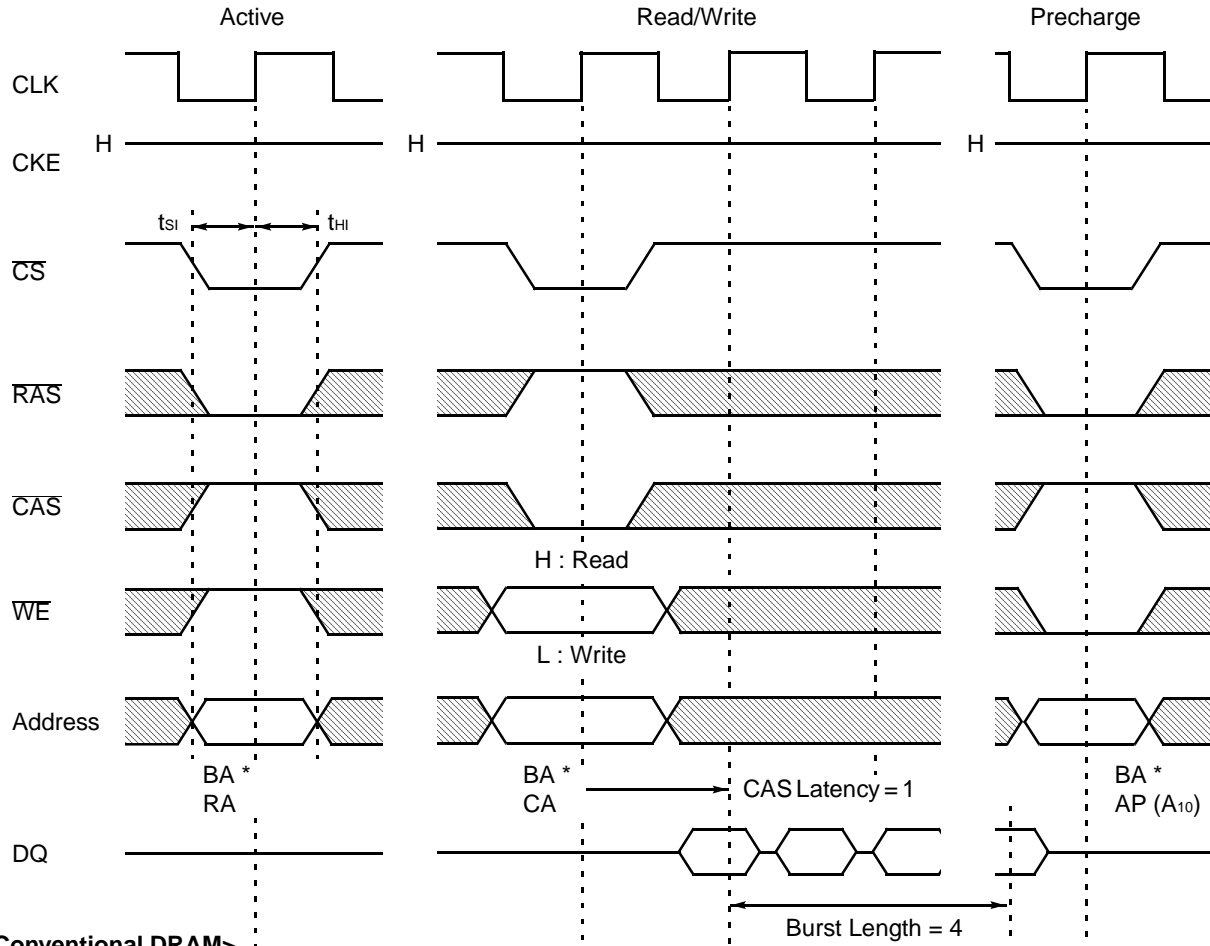 Active Read/Write Precharge
CLK
H H H
CKE
tSI tHI
CS
RAS
CAS
H : Read
WE
L : Write
Address
BA * BA * CAS Latency = 1 BA *
RA CA AP (A10)
DQ
Burst Length = 4
Conventional DRAM>